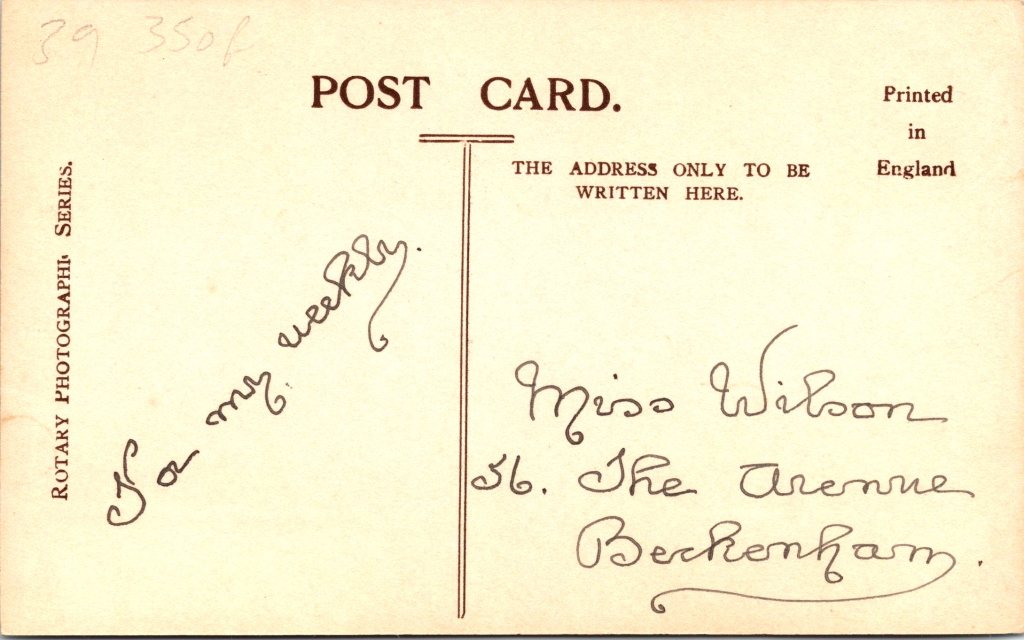 39 350f
POST CARD.
Printed
in
England
THE ADDRESS ONLY TO BE
WRITTEN HERE.
ROTARY PHOTOGRAPHI SERIES.
For my weekly.
Miss Wilson
56. The Avenue
Beckenham.